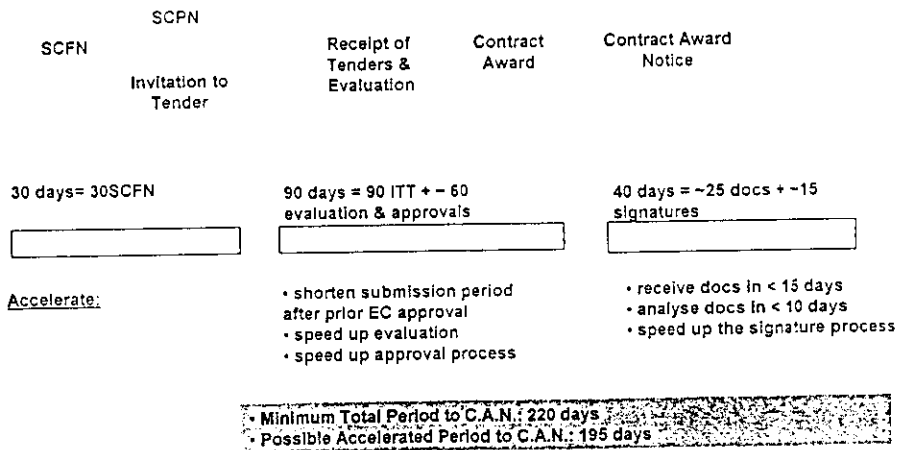 SCPN
SCFN
Receipt of
Tenders &
Evaluation
Contract
Award
Contract Award
Notice
Invitation to
Tender
30 days= 30SCFN
90 days = 90 ITT + ~ 60
evaluation & approvals
40 days = ~25 docs + ~15
signatures
Accelerate:
• shorten submission period
after prior EC approval
• speed up evaluation
• speed up approval process
• receive docs in < 15 days
• analyse docs in < 10 days
• speed up the signature process
• Minimum Total Period to C.A.N.: 220 days
• Possible Accelerated Period to C.A.N.: 195 days